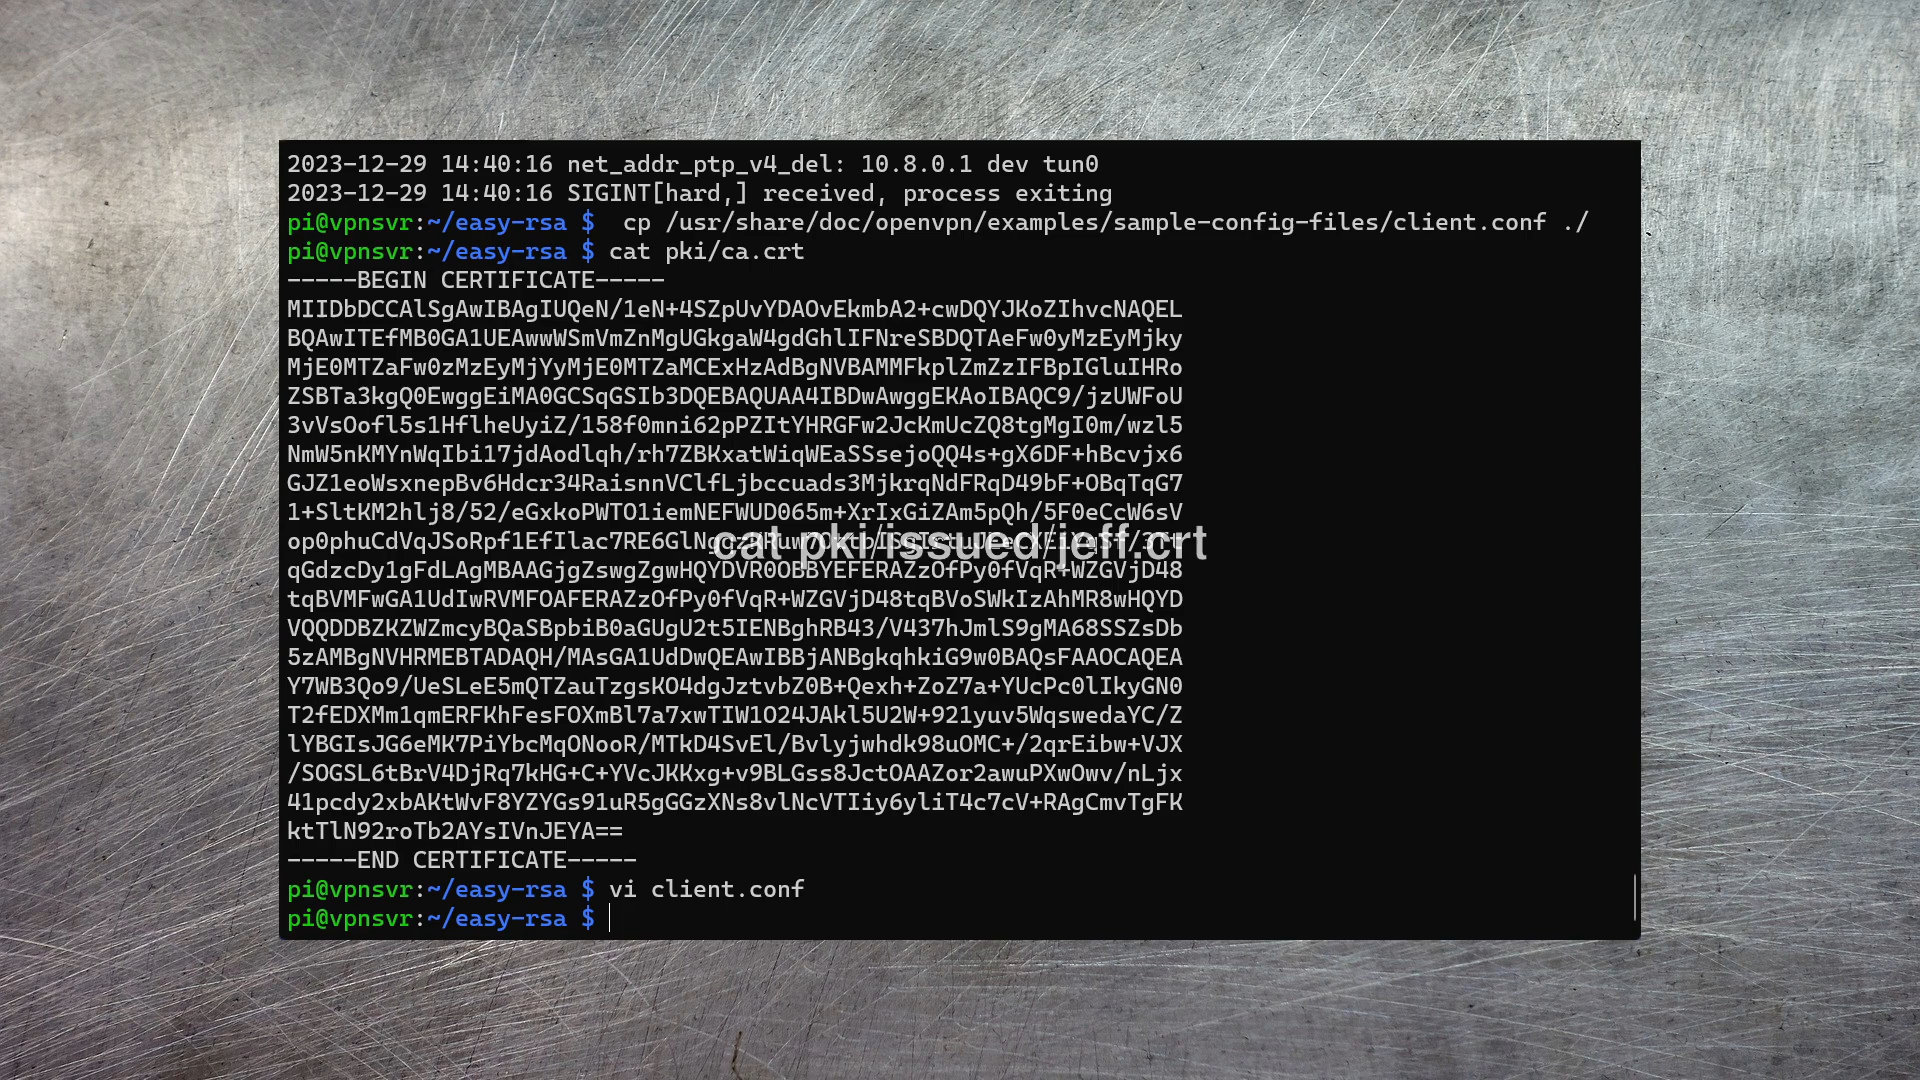 2023-12-29 14:40:16 net_addr_ptp_v4_del: 10.8.0.1 dev tun0
2023-12-29 14:40:16 SIGINT[hard,] received, process exiting
pi@vpnsvr:~/easy-rsa $  cp /usr/share/doc/openvpn/examples/sample-config-files/client.conf ./
pi@vpnsvr:~/easy-rsa $ cat pki/ca.crt
-----BEGIN CERTIFICATE-----
MIIDbDCCAlSgAwIBAgIUQeN/1eN+4SZpUvYDAOvEkmbA2+cwDQYJKoZIhvcNAQEL
BQAwITEfMB0GA1UEAwwWSmVmZnMgUGkgaW4gdGhlIFNreSBDQTAeFw0yMzEyMjky
MjE0MTZaFw0zMzEyMjYyMjE0MTZaMCExHzAdBgNVBAMMFkplZmZzIFBpIGluIHRo
ZSBTa3kgQ0EwggEiMA0GCSqGSIb3DQEBAQUAA4IBDwAwggEKAoIBAQC9/jzUWFoU
3vVsOofl5s1HflheUyiZ/158f0mni62pPZItYHRGFw2JcKmUcZQ8tgMgI0m/wzl5
NmW5nKMYnWqIbi17jdAodlqh/rh7ZBKxatWiqWEaSSsejoQQ4s+gX6DF+hBcvjx6
GJZ1eoWsxnepBv6Hdcr34RaisnnVClfLjbccuads3MjkrqNdFRqD49bF+OBqTqG7
1+SltKM2hlj8/52/eGxkoPWTO1iemNEFWUD065m+XrIxGiZAm5pQh/5F0eCcW6sV
cat pki/issued/jeff.crt
qGdzcDy1gFdLAgMBAAGjgZswgZgwHQYDVR0OBBYEFERAZzOfPy0fVqR+WZGVjD48
tqBVMFwGA1UdIwRVMFOAFERAZzOfPy0fVqR+WZGVjD48tqBVoSWkIzAhMR8wHQYD
VQQDDBZKZWZmcyBQaSBpbiB0aGUgU2t5IENBghRB43/V437hJmlS9gMA68SSZsDb
5zAMBgNVHRMEBTADAQH/MAsGA1UdDwQEAwIBBjANBgkqhkiG9w0BAQsFAAOCAQEA
Y7WB3Qo9/UeSLeE5mQTZauTzgsKO4dgJztvbZ0B+Qexh+ZoZ7a+YUcPc0lIkyGN0
T2fEDXMm1qmERFKhFesFOXmBl7a7xwTIW1O24JAkl5U2W+921yuv5WqswedaYC/Z
lYBGIsJG6eMK7PiYbcMqONooR/MTkD4SvEl/Bvlyjwhdk98uOMC+/2qrEibw+VJX
/SOGSL6tBrV4DjRq7kHG+C+YVcJKKxg+v9BLGss8JctOAAZor2awuPXwOwv/nLjx
41pcdy2xbAKtWvF8YZYGs91uR5gGGzXNs8vlNcVTIiy6yliT4c7cV+RAgCmvTgFK
ktTlN92roTb2AYsIVnJEYA==
-----END CERTIFICATE-----
pi@vpnsvr:~/easy-rsa $ vi client.conf
pi@vpnsvr:~/easy-rsa $